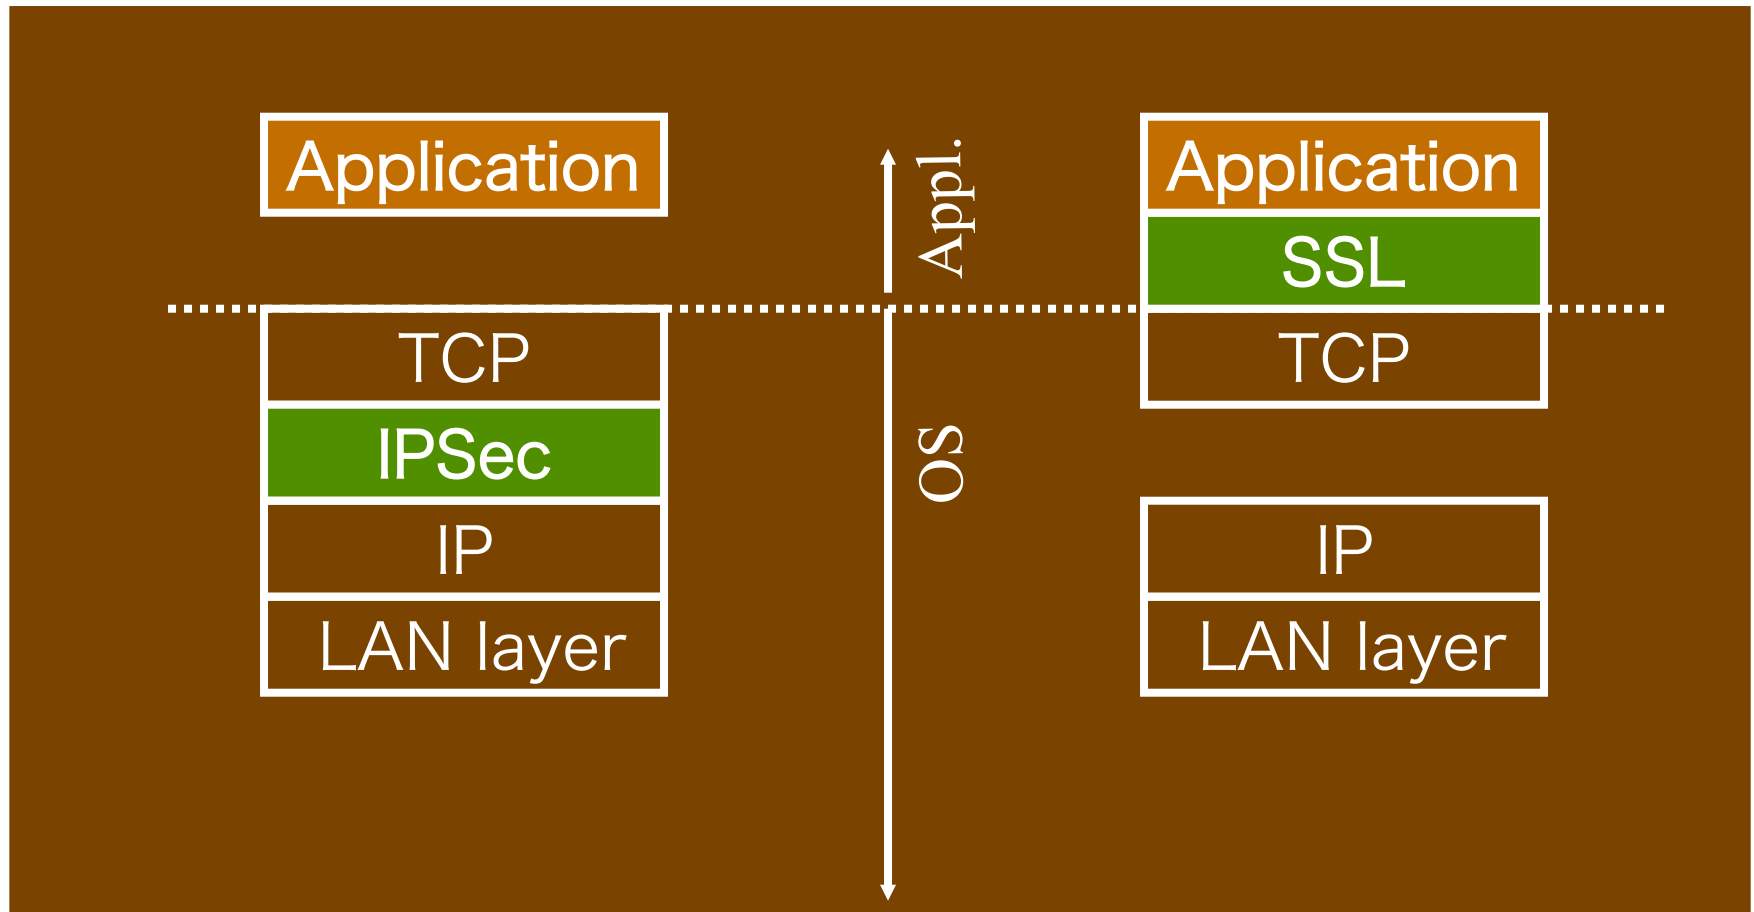 Application
TCP
IPSec
IP
LAN layer
Appl.
OS
Application
SSL
TCP
IP
LAN layer